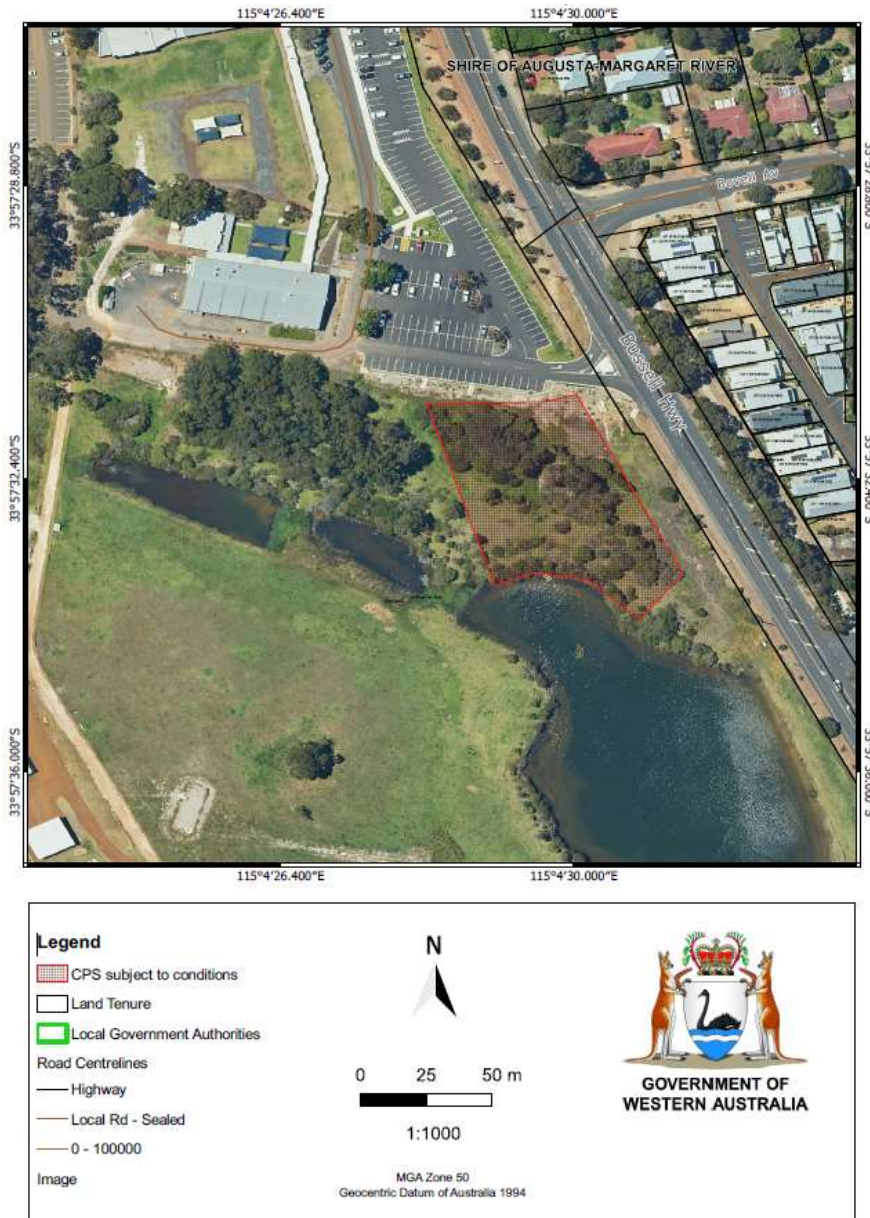 115°4'26.400"E 115°4'30.000"E
SHIRE OF AUGUSTA-MARGARET RIVER
33°57'28.800"S
Bovell Av
Bussell Hwy
33°57'32.400"S
33°57'36.000"S
115°4'26.400"E 115°4'30.000"E
Legend
CPS subject to conditions
Land Tenure
Local Government Authorities
Road Centrelines
Highway
Local Rd - Sealed
0 - 100000
Image
N
0 25 50 m
1:1000
MGA Zone 50
Geocentric Datum of Australia 1994
GOVERNMENT OF
WESTERN AUSTRALIA